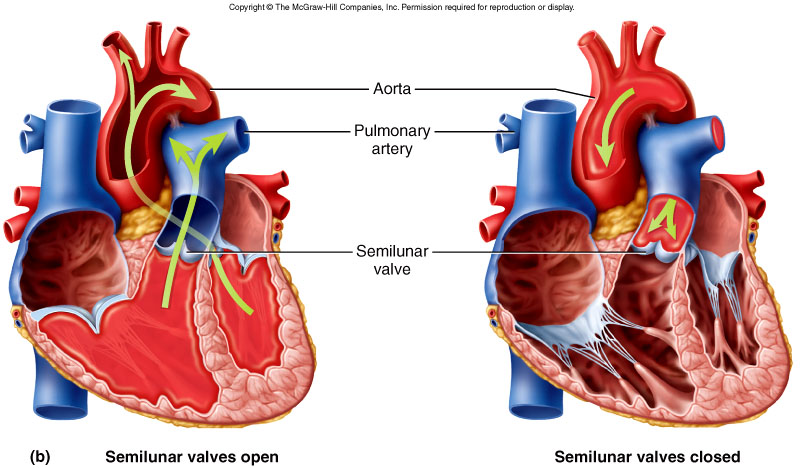 Copyright © The McGraw-Hill Companies, Inc. Permission required for reproduction or display.
Aorta
Pulmonary
artery
Semilunar
valve
(b) Semilunar valves open
Semilunar valves closed